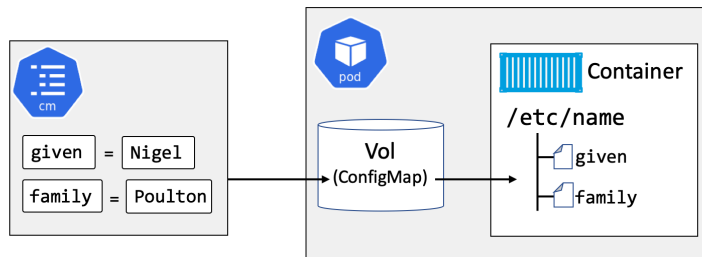 cm
given = Nigel
family = Poulton
pod
Vol
(ConfigMap)
Container
/etc/name
given
family